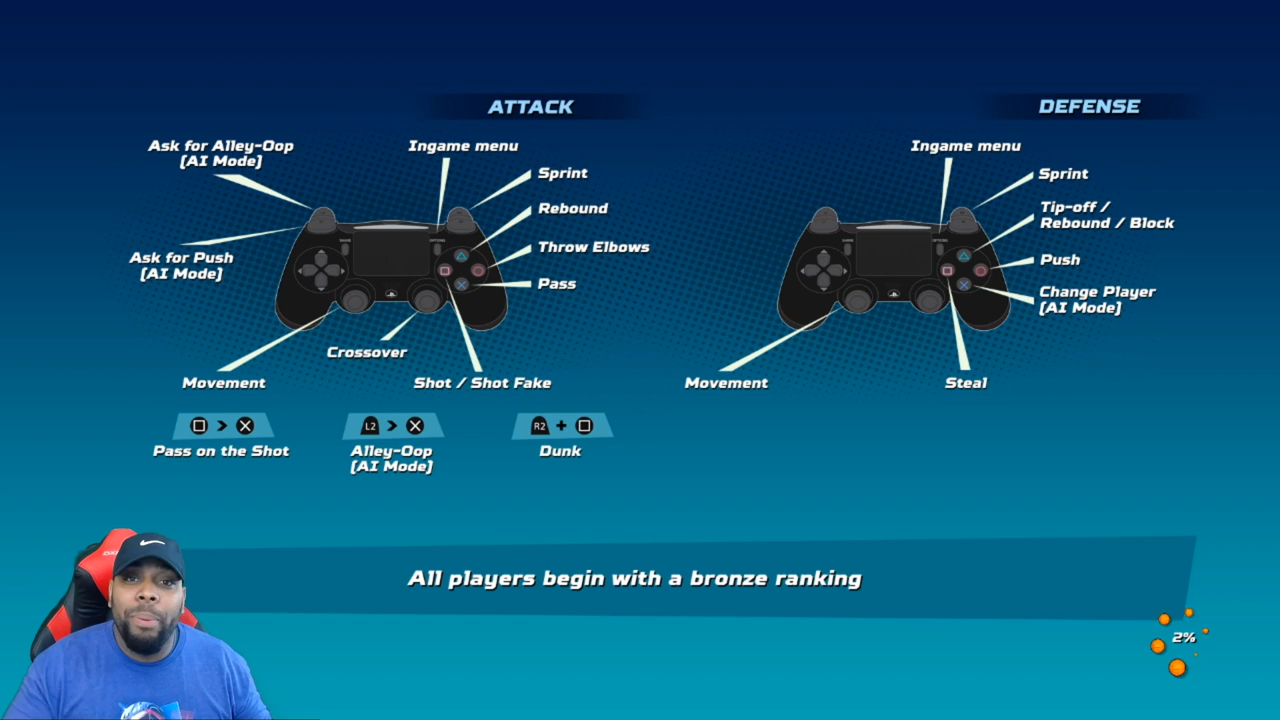 ATTACK
Ask for Alley-Oop
[AI Mode]
Ingame menu
Sprint
Rebound
Throw Elbows
Pass
Ask for Push
[AI Mode]
Crossover
Movement
Shot / Shot Fake
L2
R2 +
Pass on the Shot
Alley-Oop
[AI Mode]
Dunk
DEFENSE
Ingame menu
Sprint
Tip-off /
Rebound / Block
Push
Change Player
[AI Mode]
Movement
Steal
All players begin with a bronze ranking
2%